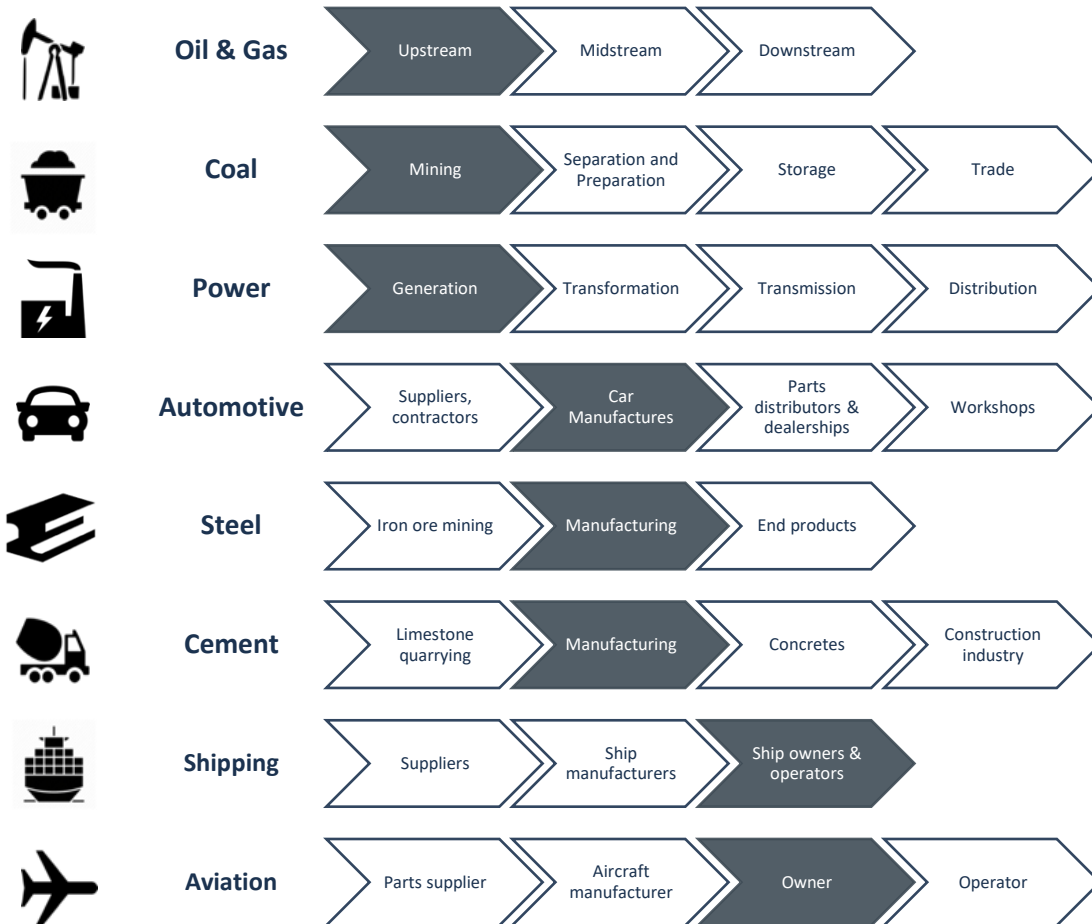 Oil & Gas
Upstream
Midstream
Downstream
Coal
Mining
Separation and
Preparation
Storage
Trade
Power
Generation
Transformation
Transmission
Distribution
Automotive
Suppliers,
contractors
Car
Manufactures
Parts
distributors &
dealerships
Workshops
Steel
Iron ore mining
Manufacturing
End products
Cement
Limestone
quarrying
Manufacturing
Concretes
Construction
industry
Shipping
Suppliers
Ship
manufacturers
Ship owners &
operators
Aviation
Parts supplier
Aircraft
manufacturer
Owner
Operator